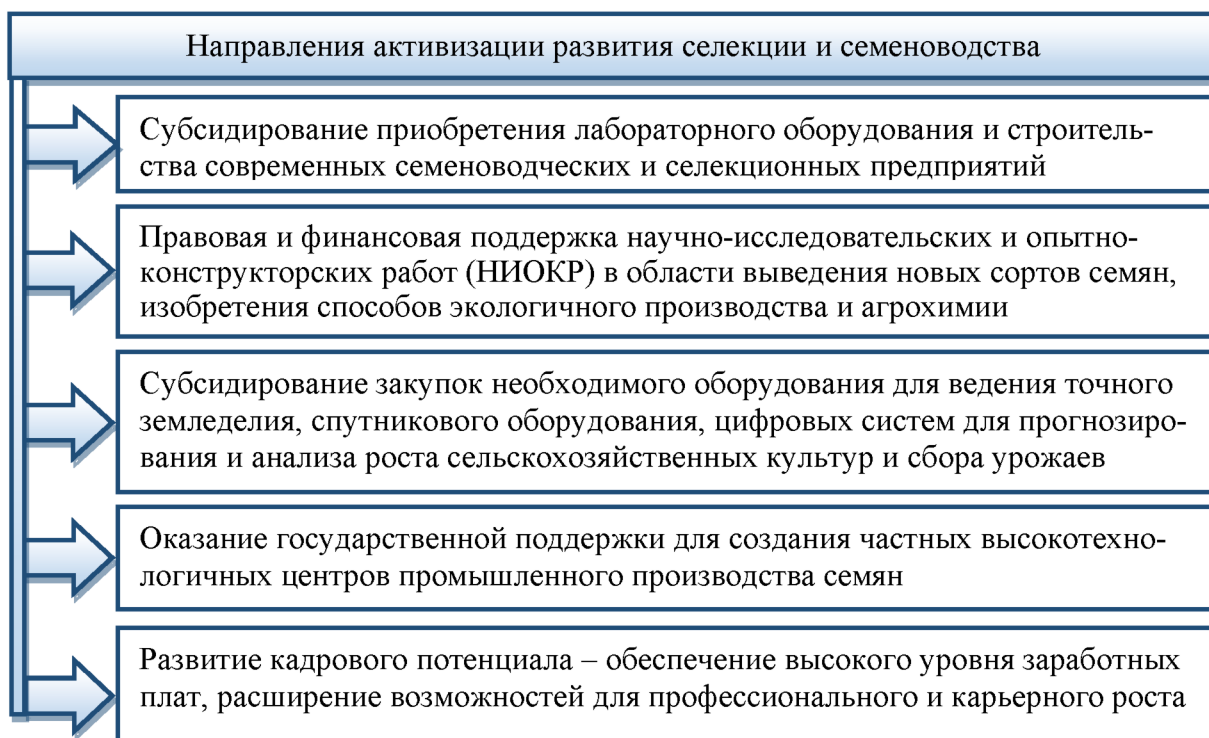 Направления активизации развития селекции и семеноводства
Субсидирование приобретения лабораторного оборудования и строитель-
ства современных семеноводческих и селекционных предприятий
Правовая и финансовая поддержка научно-исследовательских и опытно-
конструкторских работ (НИОКР) в области выведения новых сортов семян,
изобретения способов экологичного производства и агрохимии
Субсидирование закупок необходимого оборудования для ведения точного
земледелия, спутникового оборудования, цифровых систем для прогнозиро-
вания и анализа роста сельскохозяйственных культур и сбора урожаев
Оказание государственной поддержки для создания частных высокотехно-
логичных центров промышленного производства семян
Развитие кадрового потенциала – обеспечение высокого уровня заработных
плат, расширение возможностей для профессионального и карьерного роста